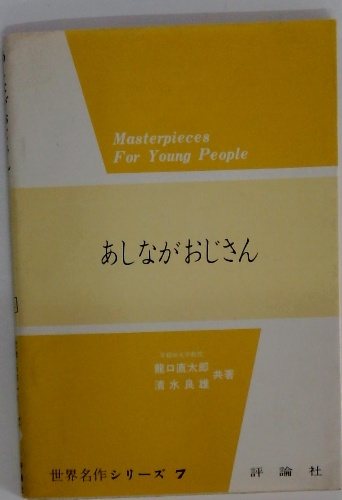 Masterpieces
For Young People
あしながおじさん
龍口直太郎
清水良雄
共著
世界名作シリーズ 7
評論社